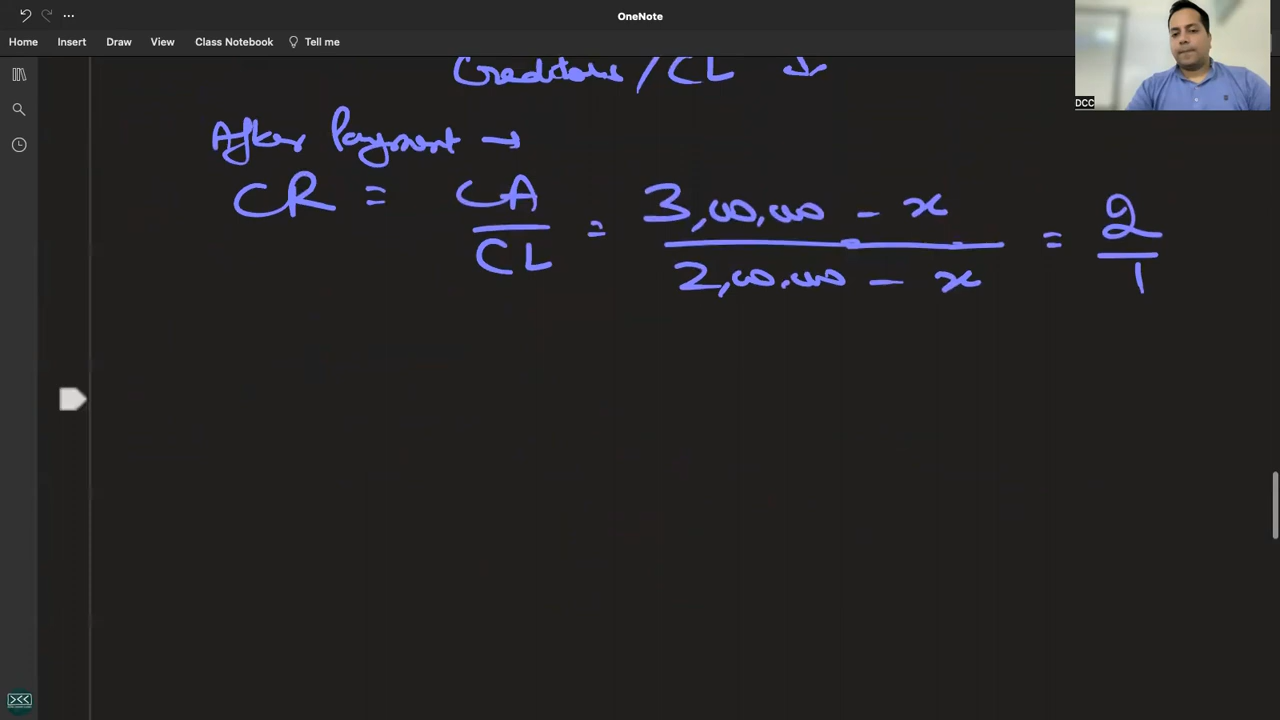 OneNote
Home Insert Draw View Class Notebook Tell me
Creditors / CL ↓
After Payment →
CR = CA / CL = 3,00,000 - x / 2,00,000 - x = 2 / 1
DCC